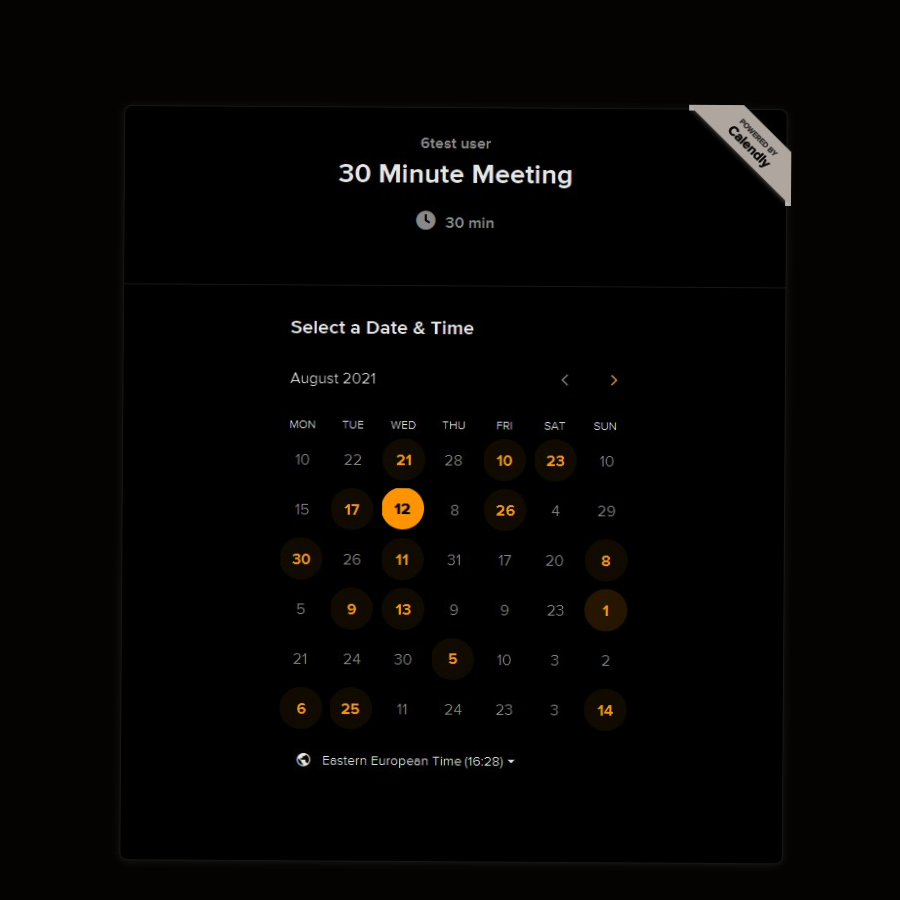 POWERED BY
Calendly
6test user
30 Minute Meeting
30 min
Select a Date & Time
August 2021
MON TUE WED THU FRI SAT SUN
10 22 21 28 10 23 10
15 17 12 8 26 4 29
30 26 11 31 17 20 8
5 9 13 9 9 23 1
21 24 30 5 10 3 2
6 25 11 24 23 3 14
Eastern European Time (16:28)